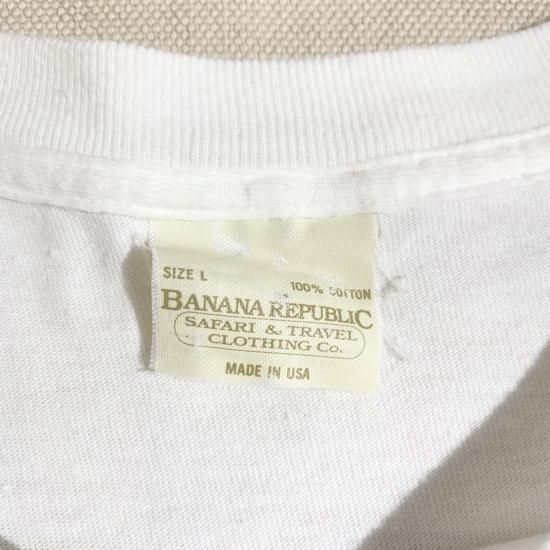 SIZE L
100% COTTON
BANANA REPUBLIC
SAFARI & TRAVEL
CLOTHING Co.
MADE IN USA